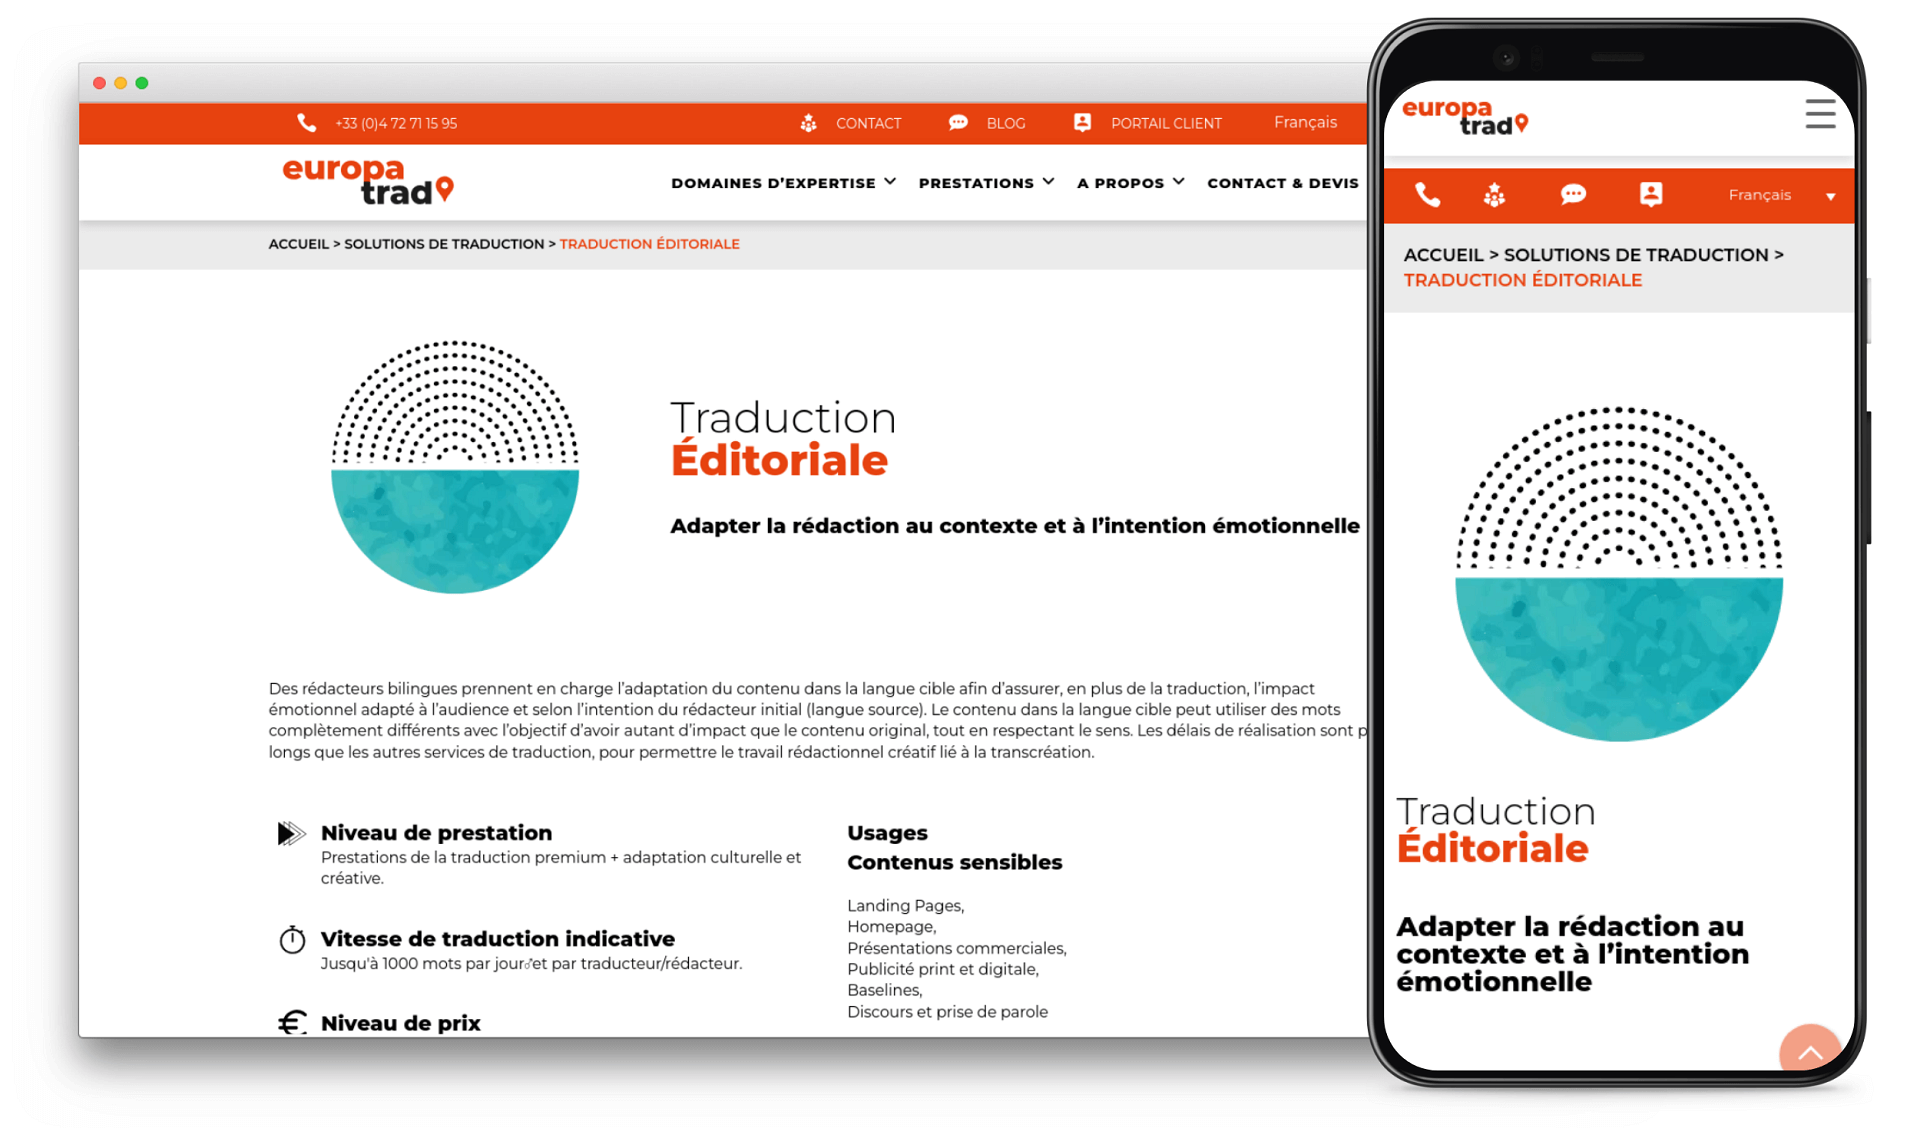 +33 (0)4 72 71 15 95
CONTACT
BLOG
PORTAIL CLIENT
Français
europa
trad
DOMAINES D’EXPERTISE
PRESTATIONS
A PROPOS
CONTACT & DEVIS
ACCUEIL > SOLUTIONS DE TRADUCTION > TRADUCTION ÉDITORIALE
Traduction
Éditoriale
Adapter la rédaction au contexte et à l’intention émotionnelle
Des rédacteurs bilingues prennent en charge l’adaptation du contenu dans la langue cible afin d’assurer, en plus de la traduction, l’impact
émotionnel adapté à l’audience et selon l’intention du rédacteur initial (langue source). Le contenu dans la langue cible peut utiliser des mots
complètement différents avec l’objectif d’avoir autant d’impact que le contenu original, tout en respectant le sens. Les délais de réalisation sont
longs que les autres services de traduction, pour permettre le travail rédactionnel créatif lié à la transcréation.
Niveau de prestation
Prestations de la traduction premium + adaptation culturelle et
créative.
Vitesse de traduction indicative
Jusqu'à 1000 mots par jour et par traducteur/rédacteur.
Niveau de prix
Usages
Contenus sensibles
Landing Pages,
Homepage,
Présentations commerciales,
Publicité print et digitale,
Baselines,
Discours et prise de parole
europa
trad
Français
ACCUEIL > SOLUTIONS DE TRADUCTION >
TRADUCTION ÉDITORIALE
Traduction
Éditoriale
Adapter la rédaction au
contexte et à l’intention
émotionnelle